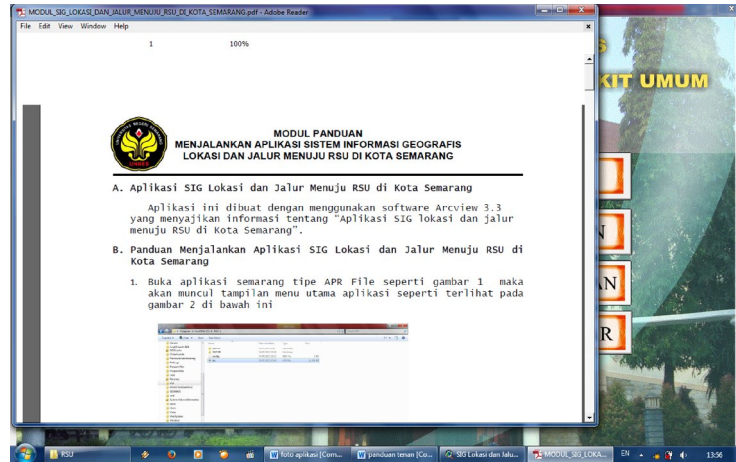 MODUL_SIG_LOKASI_DAN_JALUR_MENUJU_RSU_DI_KOTA_SEMARANG.pdf - Adobe Reader
File Edit View Window Help
1 100%
MODUL PANDUAN
MENJALANKAN APLIKASI SISTEM INFORMASI GEOGRAFIS
LOKASI DAN JALUR MENUJU RSU DI KOTA SEMARANG
UNNES
A. Aplikasi SIG Lokasi dan Jalur Menuju RSU di Kota Semarang
Aplikasi ini dibuat dengan menggunakan software Arcview 3.3
yang menyajikan informasi tentang "Aplikasi SIG lokasi dan jalur
menuju RSU di Kota Semarang".
B. Panduan Menjalankan Aplikasi SIG Lokasi dan Jalur Menuju RSU di
Kota Semarang
1. Buka aplikasi semarang tipe APR File seperti gambar 1 maka
akan muncul tampilan menu utama aplikasi seperti terlihat pada
gambar 2 di bawah ini
S
KIT UMUM
N
AN
R
RSU
foto aplikasi [Com...
panduan tenan [Co...
SIG Lokasi dan Jalu...
MODUL_SIG_LOKA...
EN
13:56